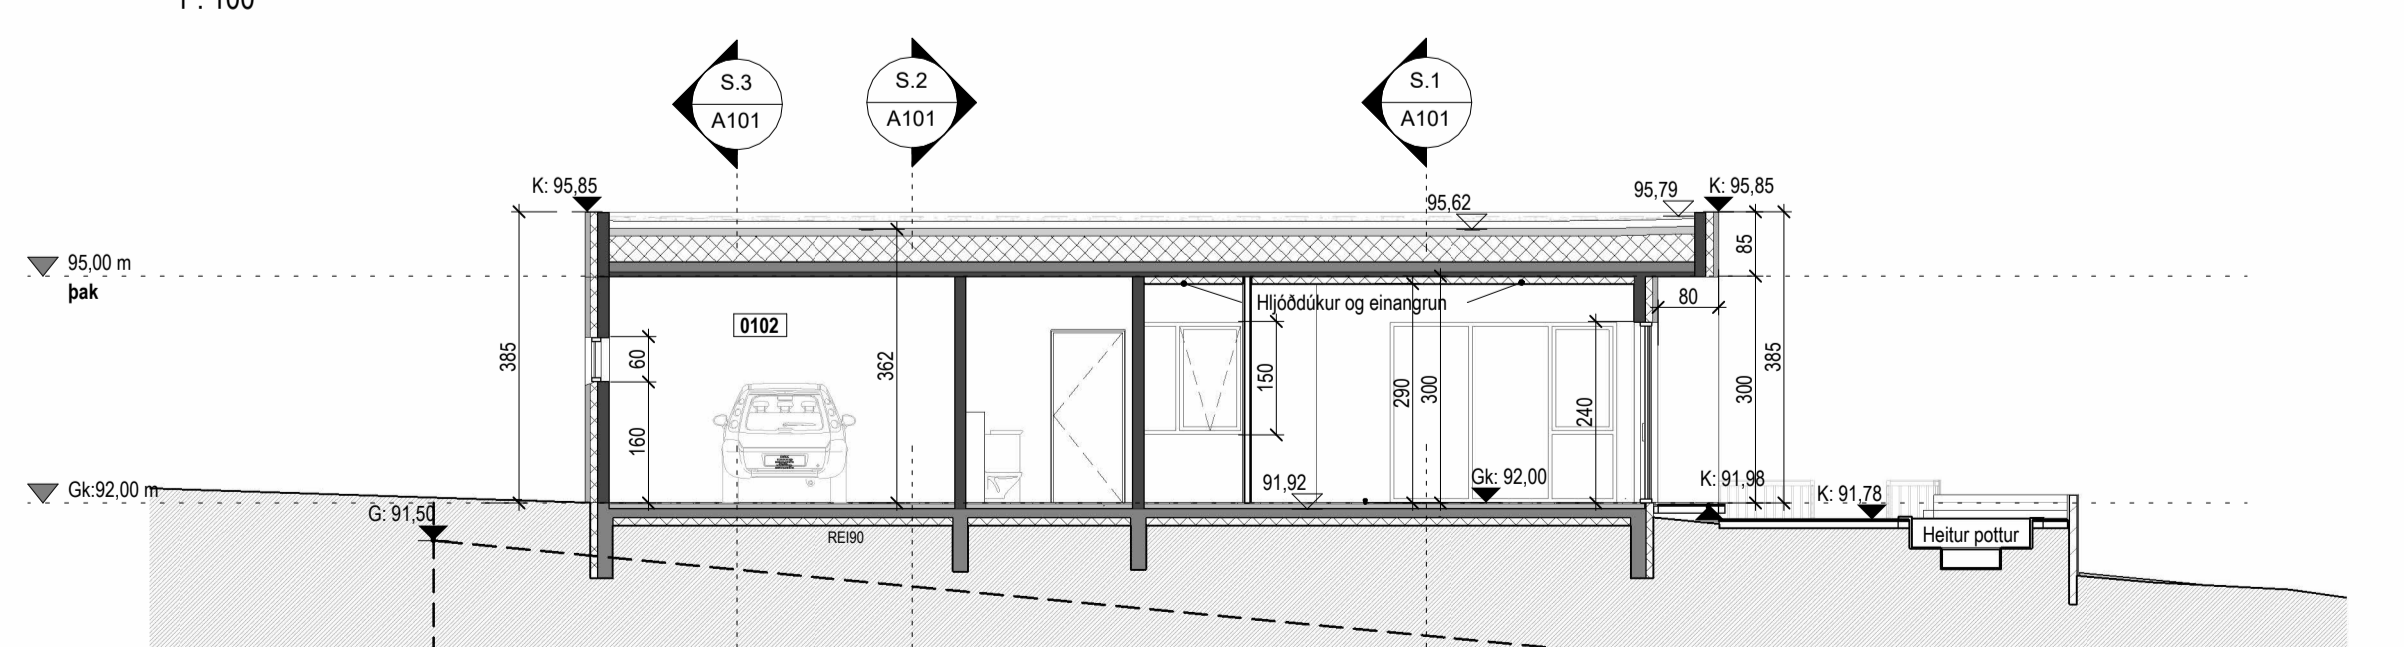 1 : 100
S.3
A101
S.2
A101
S.1
A101
K: 95,85
95,62
95,79
K: 95,85
95,00 m
þak
85
80
Hljóðdúkur og einangrun
0102
385
60
362
150
290
300
240
300
385
160
Gk:92,00 m
91,92
Gk: 92,00
K: 91,98
K: 91,78
G: 91,50
REI90
Heitur pottur